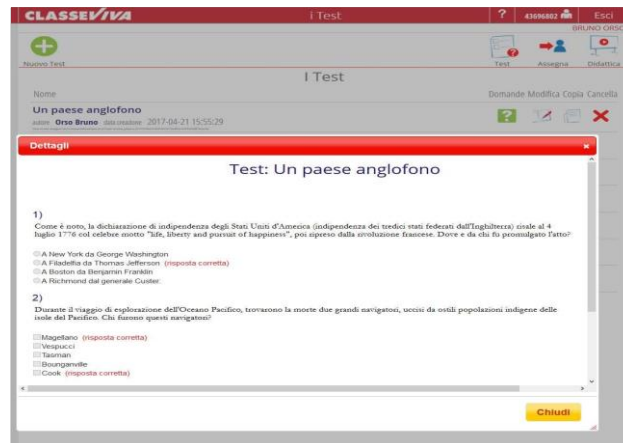 CLASSEVIVA
i Test
?
43696802
Esci
BRUNO ORSO
Nuovo Test
Test
Assegna
Didattica
I Test
Nome
Domande Modifica Copia Cancella
Un paese anglofono
autore Orso Bruno data creazione 2017-04-21 15:55:29
Dettagli
Test: Un paese anglofono
1)
Come è noto, la dichiarazione di indipendenza degli Stati Uniti d'America (indipendenza dei tredici stati federati dall'Inghilterra) risale al 4
luglio 1776 col celebre motto "life, liberty and pursuit of happiness", poi ripreso dalla rivoluzione francese. Dove e da chi fu promulgato l'atto?
A New York da George Washington
A Filadelfia da Thomas Jefferson (risposta corretta)
A Boston da Benjamin Franklin
A Richmond dal generale Custer.
2)
Durante il viaggio di esplorazione dell'Oceano Pacifico, trovarono la morte due grandi navigatori, uccisi da ostili popolazioni indigene delle
isole del Pacifico. Chi furono questi navigatori?
Magellano (risposta corretta)
Vespucci
Tasman
Bounganville
Cook (risposta corretta)
Chiudi